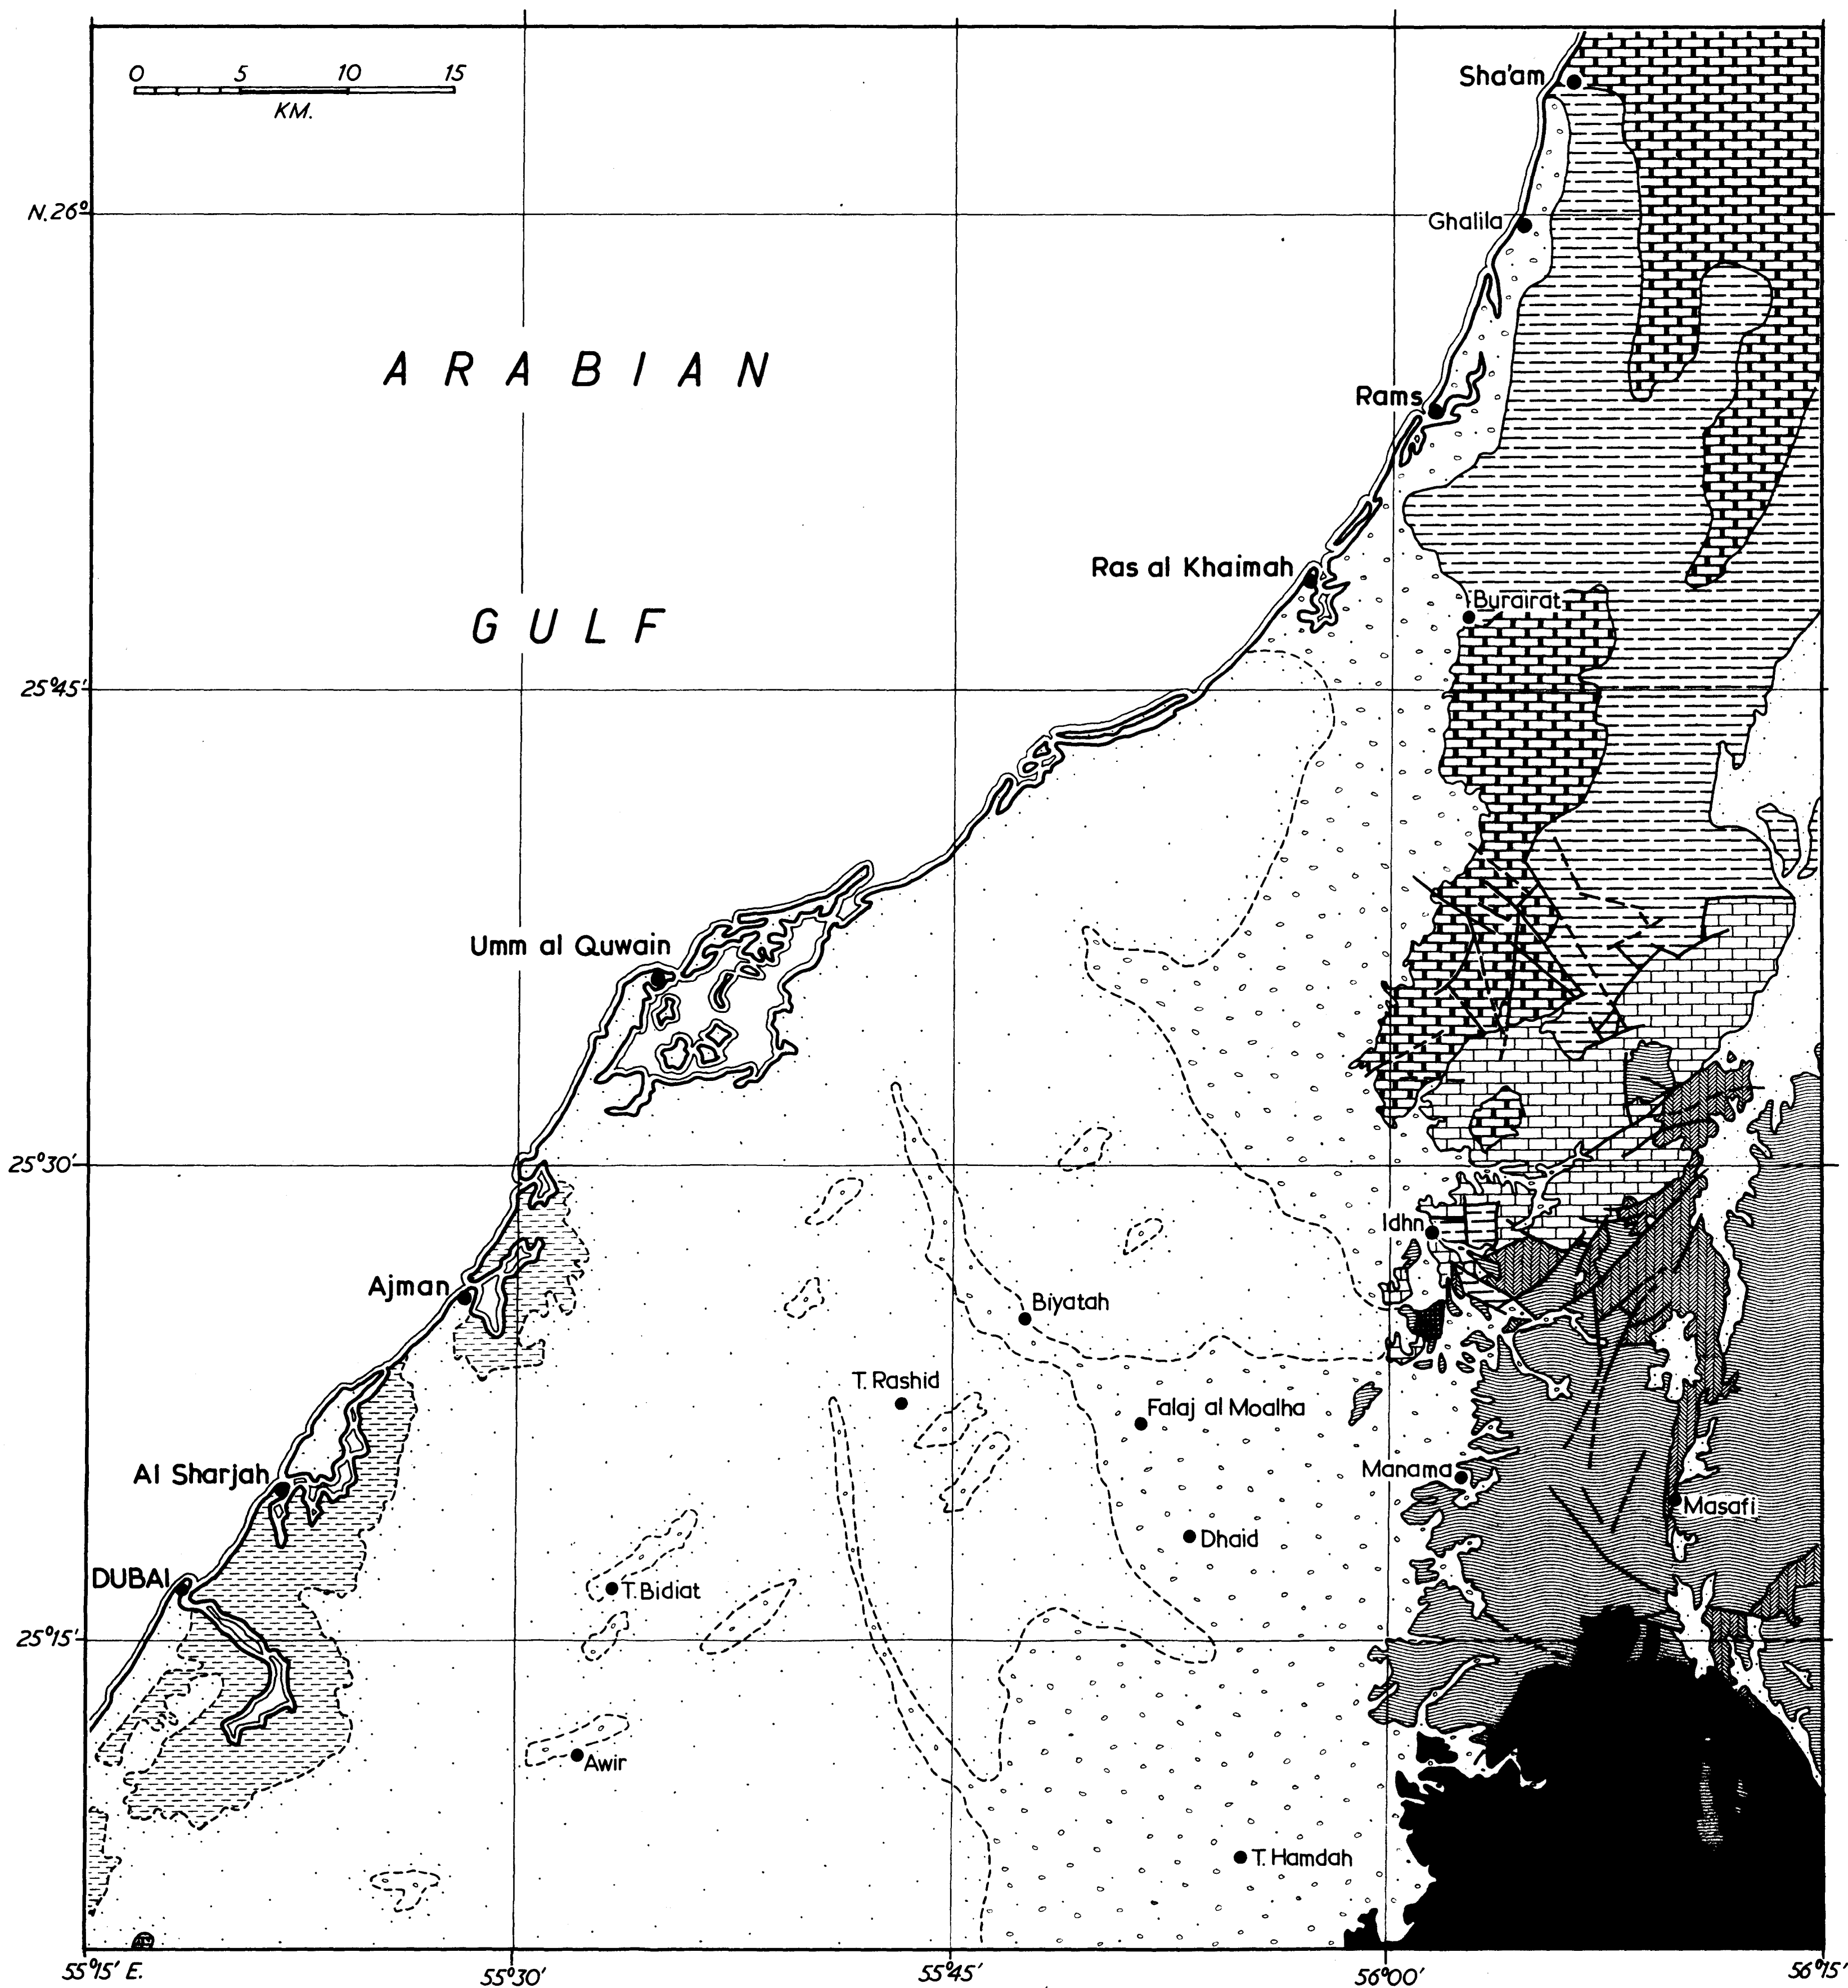 0 5 10 15
KM.
Sha'am
N. 26°
Ghalila
ARABIAN
Rams
Ras al Khaimah
Burairat
GULF
25°45'
Umm al Quwain
25°30'
Idhn
Ajman
Biyatah
T. Rashid
Falaj al Moalha
Al Sharjah
Manama
Masafi
Dhaid
DUBAI
T. Bidiat
25°15'
Awir
T. Hamdah
55°15' E. 55°30' 55°45' 56°00' 56°15'